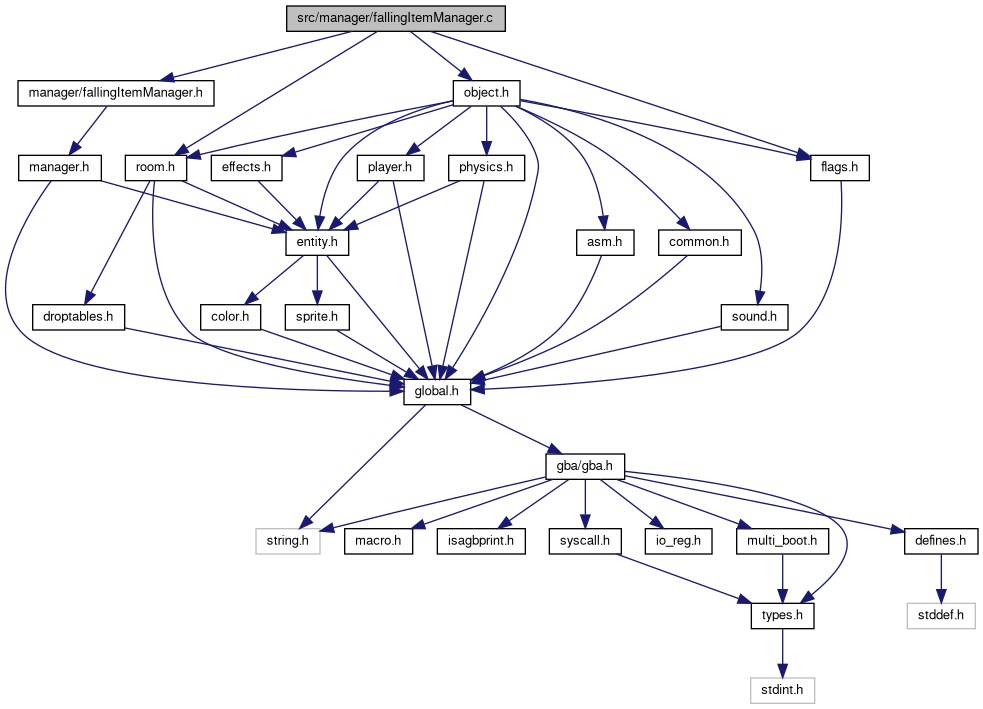 src/manager/fallingItemManager.c
manager/fallingItemManager.h
object.h
manager.h
room.h
effects.h
player.h
physics.h
flags.h
entity.h
asm.h
common.h
droptables.h
color.h
sprite.h
sound.h
global.h
gba/gba.h
string.h
macro.h
isagbprint.h
syscall.h
io_reg.h
multi_boot.h
defines.h
types.h
stddef.h
stdint.h